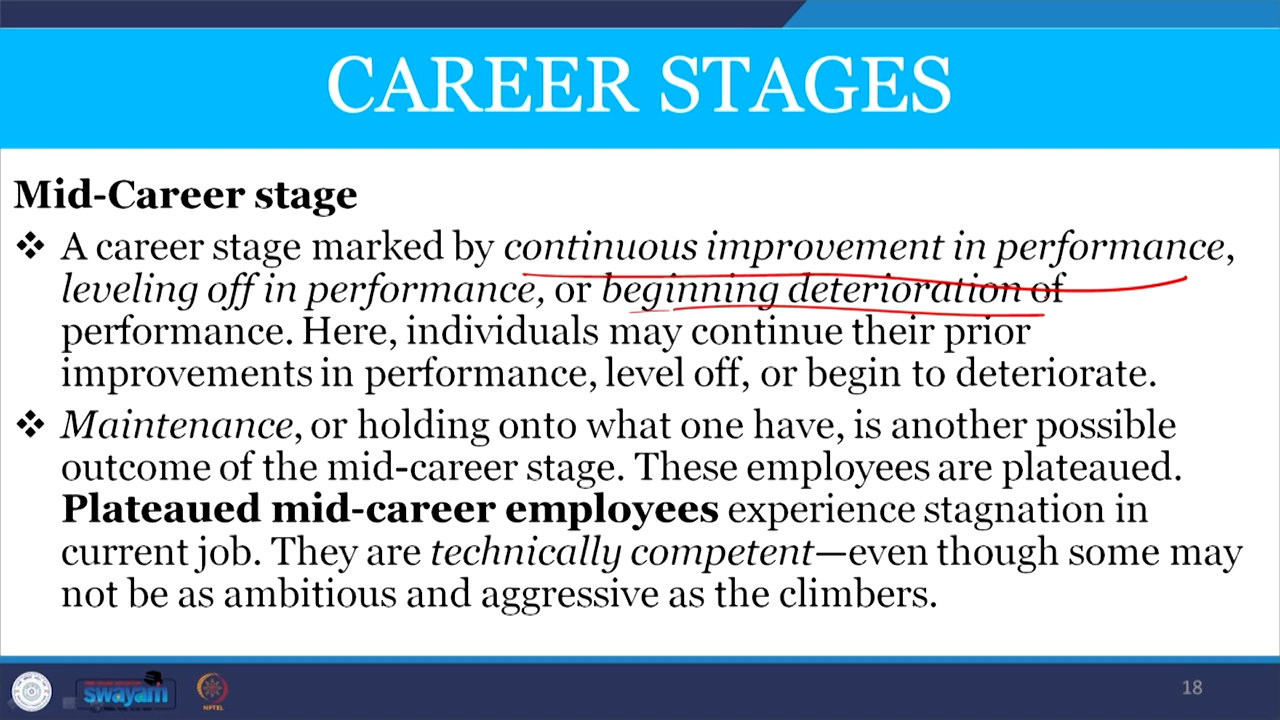 CAREER STAGES
Mid-Career stage
❖ A career stage marked by continuous improvement in performance,
leveling off in performance, or beginning deterioration of
performance. Here, individuals may continue their prior
improvements in performance, level off, or begin to deteriorate.
❖ Maintenance, or holding onto what one have, is another possible
outcome of the mid-career stage. These employees are plateaued.
Plateaued mid-career employees experience stagnation in
current job. They are technically competent—even though some may
not be as ambitious and aggressive as the climbers.
swayam
NPTEL
18